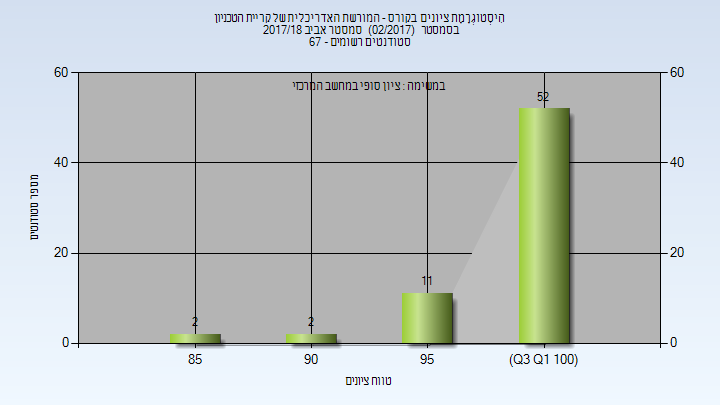 היסטוגרמת ציונים בקורס - המורשת האדריכלית של קריית הטכניון
בסמסטר (02/2017) סמסטר אביב 2017/18
סטודנטים רשומים - 67
במשימה : ציון סופי במחשב המרכזי
60
60
52
40
40
מספר סטודנטים
20
20
11
2
2
0
0
85
90
95
(Q3 Q1 100)
טווח ציונים